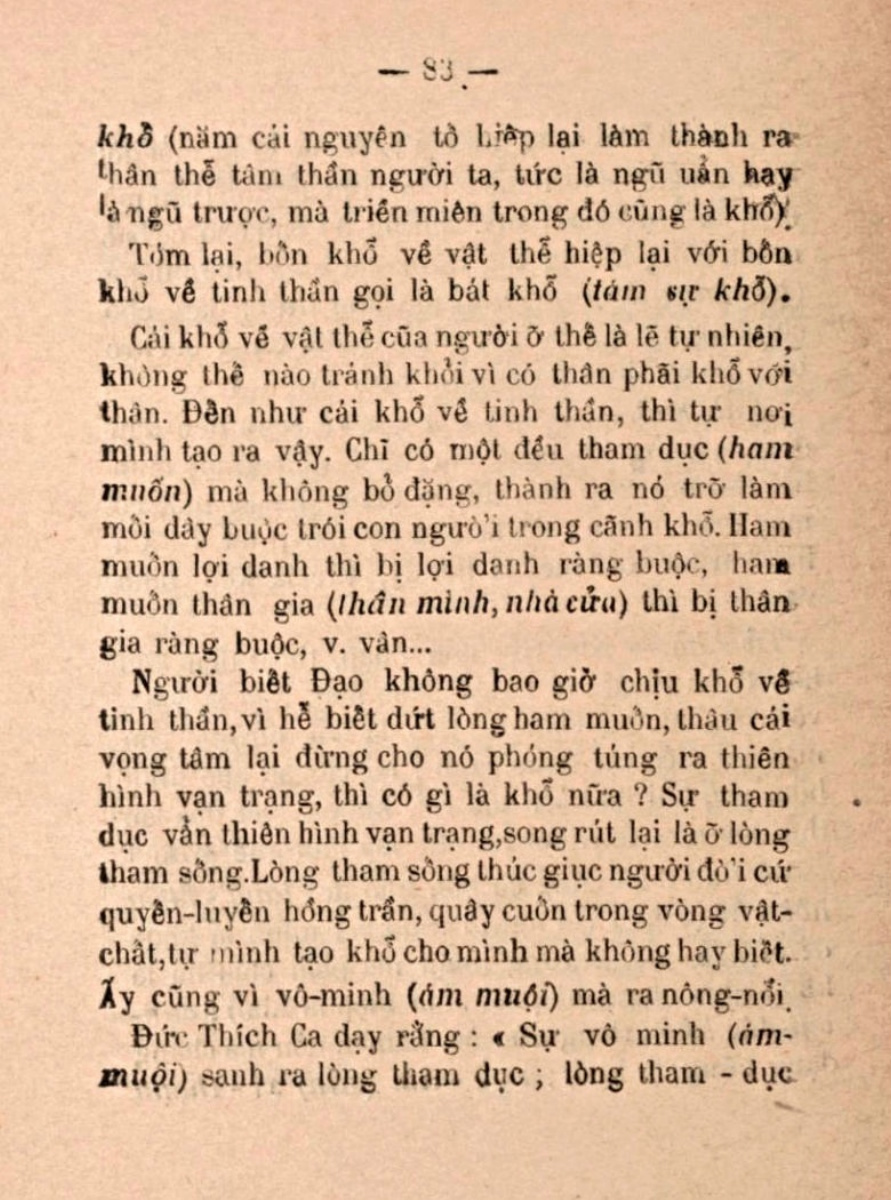 — 83 —
khổ (năm cái nguyên tố hiệp lại làm thành ra
thân thể tâm thần người ta, tức là ngũ uẩn hay
là ngũ trược, mà triền miên trong đó cũng là khổ).
Tóm lại, bốn khổ về vật thể hiệp lại với bốn
khổ về tinh thần gọi là bát khổ (tám sự khổ).
Cái khổ về vật thể cũa người ỡ thế là lẽ tự nhiên,
không thể nào tránh khỏi vì có thân phãi khổ với
thân. Đến như cái khổ về tinh thần, thì tự nơi
mình tạo ra vậy. Chĩ có một đều tham dục (ham
muốn) mà không bỏ đặng, thành ra nó trỡ làm
mối dây buộc trói con người trong cãnh khổ. Ham
muốn lợi danh thì bị lợi danh ràng buộc, ham
muốn thân gia (thân mình, nhà cửa) thì bị thân
gia ràng buộc, v. vân...
Người biết Đạo không bao giờ chịu khổ về
tinh thần, vì hễ biết dứt lòng ham muốn, thâu cái
vọng tâm lại đừng cho nó phóng túng ra thiên
hình vạn trạng, thì có gì là khổ nữa ? Sự tham
dục vẩn thiên hình vạn trạng,song rút lại là ỡ lòng
tham sống.Lòng tham sống thúc giục người đời cứ
quyến-luyến hồng trần, quây cuồn trong vòng vật-
chất,tự mình tạo khổ cho mình mà không hay biết.
Ấy cũng vì vô-minh (ám muội) mà ra nông-nổi.
Đức Thích Ca dạy rằng : « Sự vô minh (ám-
muội) sanh ra lòng tham dục ; lòng tham - dục